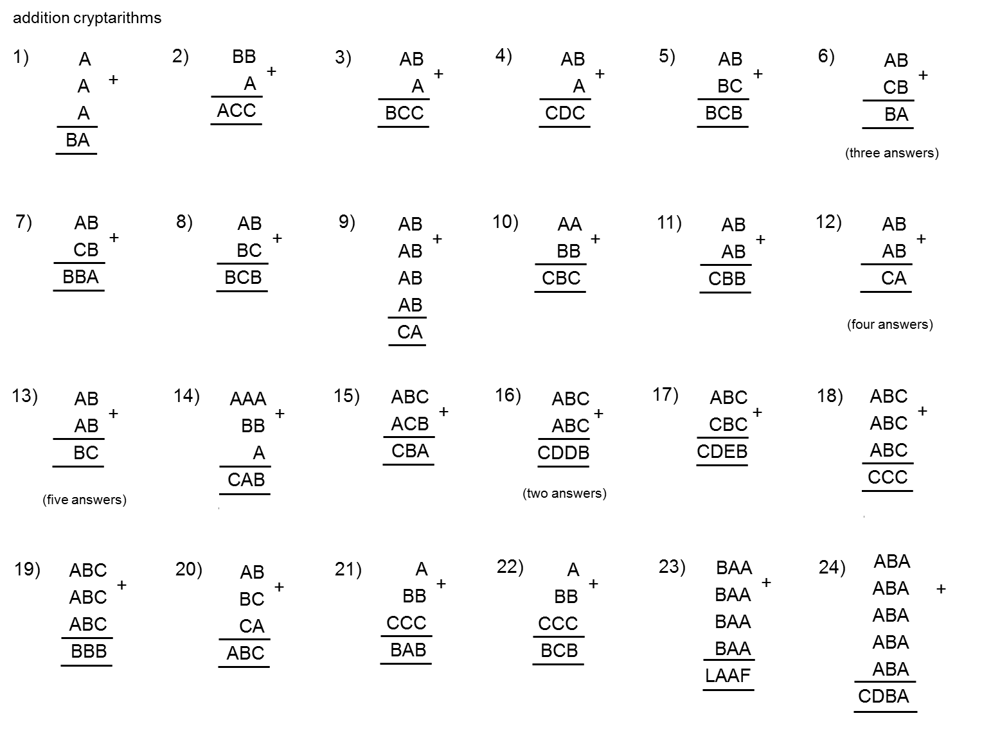 addition cryptarithms
1)
A
A
A
+
BA
2)
BB
A
+
ACC
3)
AB
A
+
BCC
4)
AB
A
+
CDC
5)
AB
BC
+
BCB
6)
AB
CB
+
BA
(three answers)
7)
AB
CB
+
BBA
8)
AB
BC
+
BCB
9)
AB
AB
AB
AB
+
CA
10)
AA
BB
+
CBC
11)
AB
AB
+
CBB
12)
AB
AB
+
CA
(four answers)
13)
AB
AB
+
BC
(five answers)
14)
AAA
BB
A
+
CAB
15)
ABC
ACB
+
CBA
16)
ABC
ABC
+
CDDB
(two answers)
17)
ABC
CBC
+
CDEB
18)
ABC
ABC
ABC
+
CCC
19)
ABC
ABC
ABC
+
BBB
20)
AB
BC
CA
+
ABC
21)
A
BB
CCC
+
BAB
22)
A
BB
CCC
+
BCB
23)
BAA
BAA
BAA
BAA
+
LAAF
24)
ABA
ABA
ABA
ABA
ABA
+
CDBA